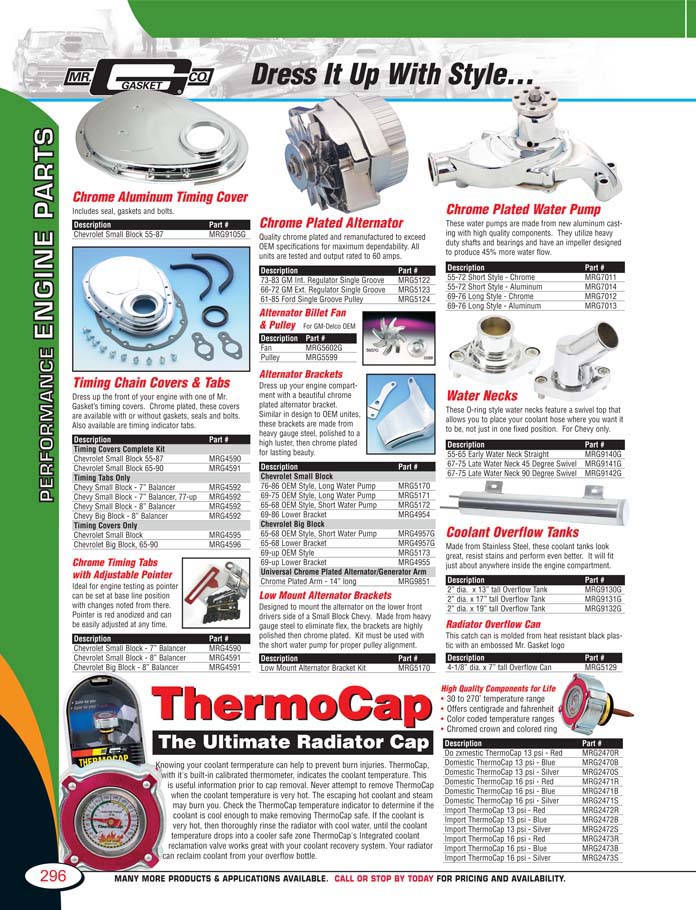 MR. GASKET CO.
Dress It Up With Style...
PERFORMANCE ENGINE PARTS
Chrome Aluminum Timing Cover
Includes seal, gaskets and bolts.
Description Part #
Chevrolet Small Block 55-87 MRG9105G
Timing Chain Covers & Tabs
Dress up the front of your engine with one of Mr.
Gasket's timing covers. Chrome plated, these covers
are available with or without gaskets, seals and bolts.
Also available are timing indicator tabs.
Description Part #
Timing Covers Complete Kit
Chevrolet Small Block 55-87 MRG4590
Chevrolet Small Block 65-90 MRG4591
Timing Tabs Only
Chevy Small Block - 7" Balancer MRG4592
Chevy Small Block - 7" Balancer, 77-up MRG4592
Chevy Small Block - 8" Balancer MRG4592
Chevy Big Block - 8" Balancer MRG4592
Timing Covers Only
Chevrolet Small Block MRG4595
Chevrolet Big Block, 65-90 MRG4596
Chrome Timing Tabs
with Adjustable Pointer
Ideal for engine testing as pointer
can be set at base line position
with changes noted from there.
Pointer is red anodized and can
be easily adjusted at any time.
Description Part #
Chevrolet Small Block - 7" Balancer MRG4590
Chevrolet Small Block - 8" Balancer MRG4591
Chevrolet Big Block - 8" Balancer MRG4591
Chrome Plated Alternator
Quality chrome plated and remanufactured to exceed
OEM specifications for maximum dependability. All
units are tested and output rated to 60 amps.
Description Part #
73-83 GM Int. Regulator Single Groove MRG5122
66-72 GM Ext. Regulator Single Groove MRG5123
61-85 Ford Single Groove Pulley MRG5124
Alternator Billet Fan
& Pulley For GM-Delco OEM
Description Part #
Fan MRG5602G
Pulley MRG5599
Alternator Brackets
Dress up your engine compart-
ment with a beautiful chrome
plated alternator bracket.
Similar in design to OEM unites,
these brackets are made from
heavy gauge steel, polished to a
high luster, then chrome plated
for lasting beauty.
Description Part #
Chevrolet Small Block
76-86 OEM Style, Long Water Pump MRG5170
69-75 OEM Style, Long Water Pump MRG5171
65-68 OEM Style, Short Water Pump MRG5172
69-86 Lower Bracket MRG4954
Chevrolet Big Block
65-68 OEM Style, Short Water Pump MRG4957G
65-68 Lower Bracket MRG4957G
69-up OEM Style MRG5173
69-up Lower Bracket MRG4955
Universal Chrome Plated Alternator/Generator Arm
Chrome Plated Arm - 14" long MRG9851
Low Mount Alternator Brackets
Designed to mount the alternator on the lower front
drivers side of a Small Block Chevy. Made from heavy
gauge steel to eliminate flex, the brackets are highly
polished then chrome plated. Kit must be used with
the short water pump for proper pulley alignment.
Description Part #
Low Mount Alternator Bracket Kit MRG5170
Chrome Plated Water Pump
These water pumps are made from new aluminum cast-
ing with high quality components. They utilize heavy
duty shafts and bearings and have an impeller designed
to produce 45% more water flow.
Description Part #
55-72 Short Style - Chrome MRG7011
55-72 Short Style - Aluminum MRG7014
69-76 Long Style - Chrome MRG7012
69-76 Long Style - Aluminum MRG7013
Water Necks
These O-ring style water necks feature a swivel top that
allows you to place your coolant hose where you want it
to be, not just in one fixed position. For Chevy only.
Description Part #
55-65 Early Water Neck Straight MRG9140G
67-75 Late Water Neck 45 Degree Swivel MRG9141G
67-75 Late Water Neck 90 Degree Swivel MRG9142G
Coolant Overflow Tanks
Made from Stainless Steel, these coolant tanks look
great, resist stains and perform even better. It will fit
just about anywhere inside the engine compartment.
Description Part #
2" dia. x 13" tall Overflow Tank MRG9130G
2" dia. x 17" tall Overflow Tank MRG9131G
2" dia. x 19" tall Overflow Tank MRG9132G
Radiator Overflow Can
This catch can is molded from heat resistant black plas-
tic with an embossed Mr. Gasket logo
Description Part #
4-1/8" dia. x 7" tall Overflow Can MRG5129
ThermoCap
The Ultimate Radiator Cap
Knowing your coolant termperature can help to prevent burn injuries. ThermoCap,
with it's built-in calibrated thermometer, indicates the coolant temperature. This
is useful information prior to cap removal. Never attempt to remove ThermoCap
when the coolant temperature is very hot. The escaping hot coolant and steam
may burn you. Check the ThermoCap temperature indicator to determine if the
coolant is cool enough to make removing ThermoCap safe. If the coolant is
very hot, then thoroughly rinse the radiator with cool water, until the coolant
temperature drops into a cooler safe zone ThermoCap's Integrated coolant
reclamation valve works great with your coolant recovery system. Your radiator
can reclaim coolant from your overflow bottle.
High Quality Components for Life
• 30 to 270° temperature range
• Offers centigrade and fahrenheit
• Color coded temperature ranges
• Chromed crown and colored ring
Description Part #
Do zxmestic ThermoCap 13 psi - Red MRG2470R
Domestic ThermoCap 13 psi - Blue MRG2470B
Domestic ThermoCap 13 psi - Silver MRG2470S
Domestic ThermoCap 16 psi - Red MRG2471R
Domestic ThermoCap 16 psi - Blue MRG2471B
Domestic ThermoCap 16 psi - Silver MRG2471S
Import ThermoCap 13 psi - Red MRG2472R
Import ThermoCap 13 psi - Blue MRG2472B
Import ThermoCap 13 psi - Silver MRG2472S
Import ThermoCap 16 psi - Red MRG2473R
Import ThermoCap 16 psi - Blue MRG2473B
Import ThermoCap 16 psi - Silver MRG2473S
296
MANY MORE PRODUCTS & APPLICATIONS AVAILABLE. CALL OR STOP BY TODAY FOR PRICING AND AVAILABILITY.